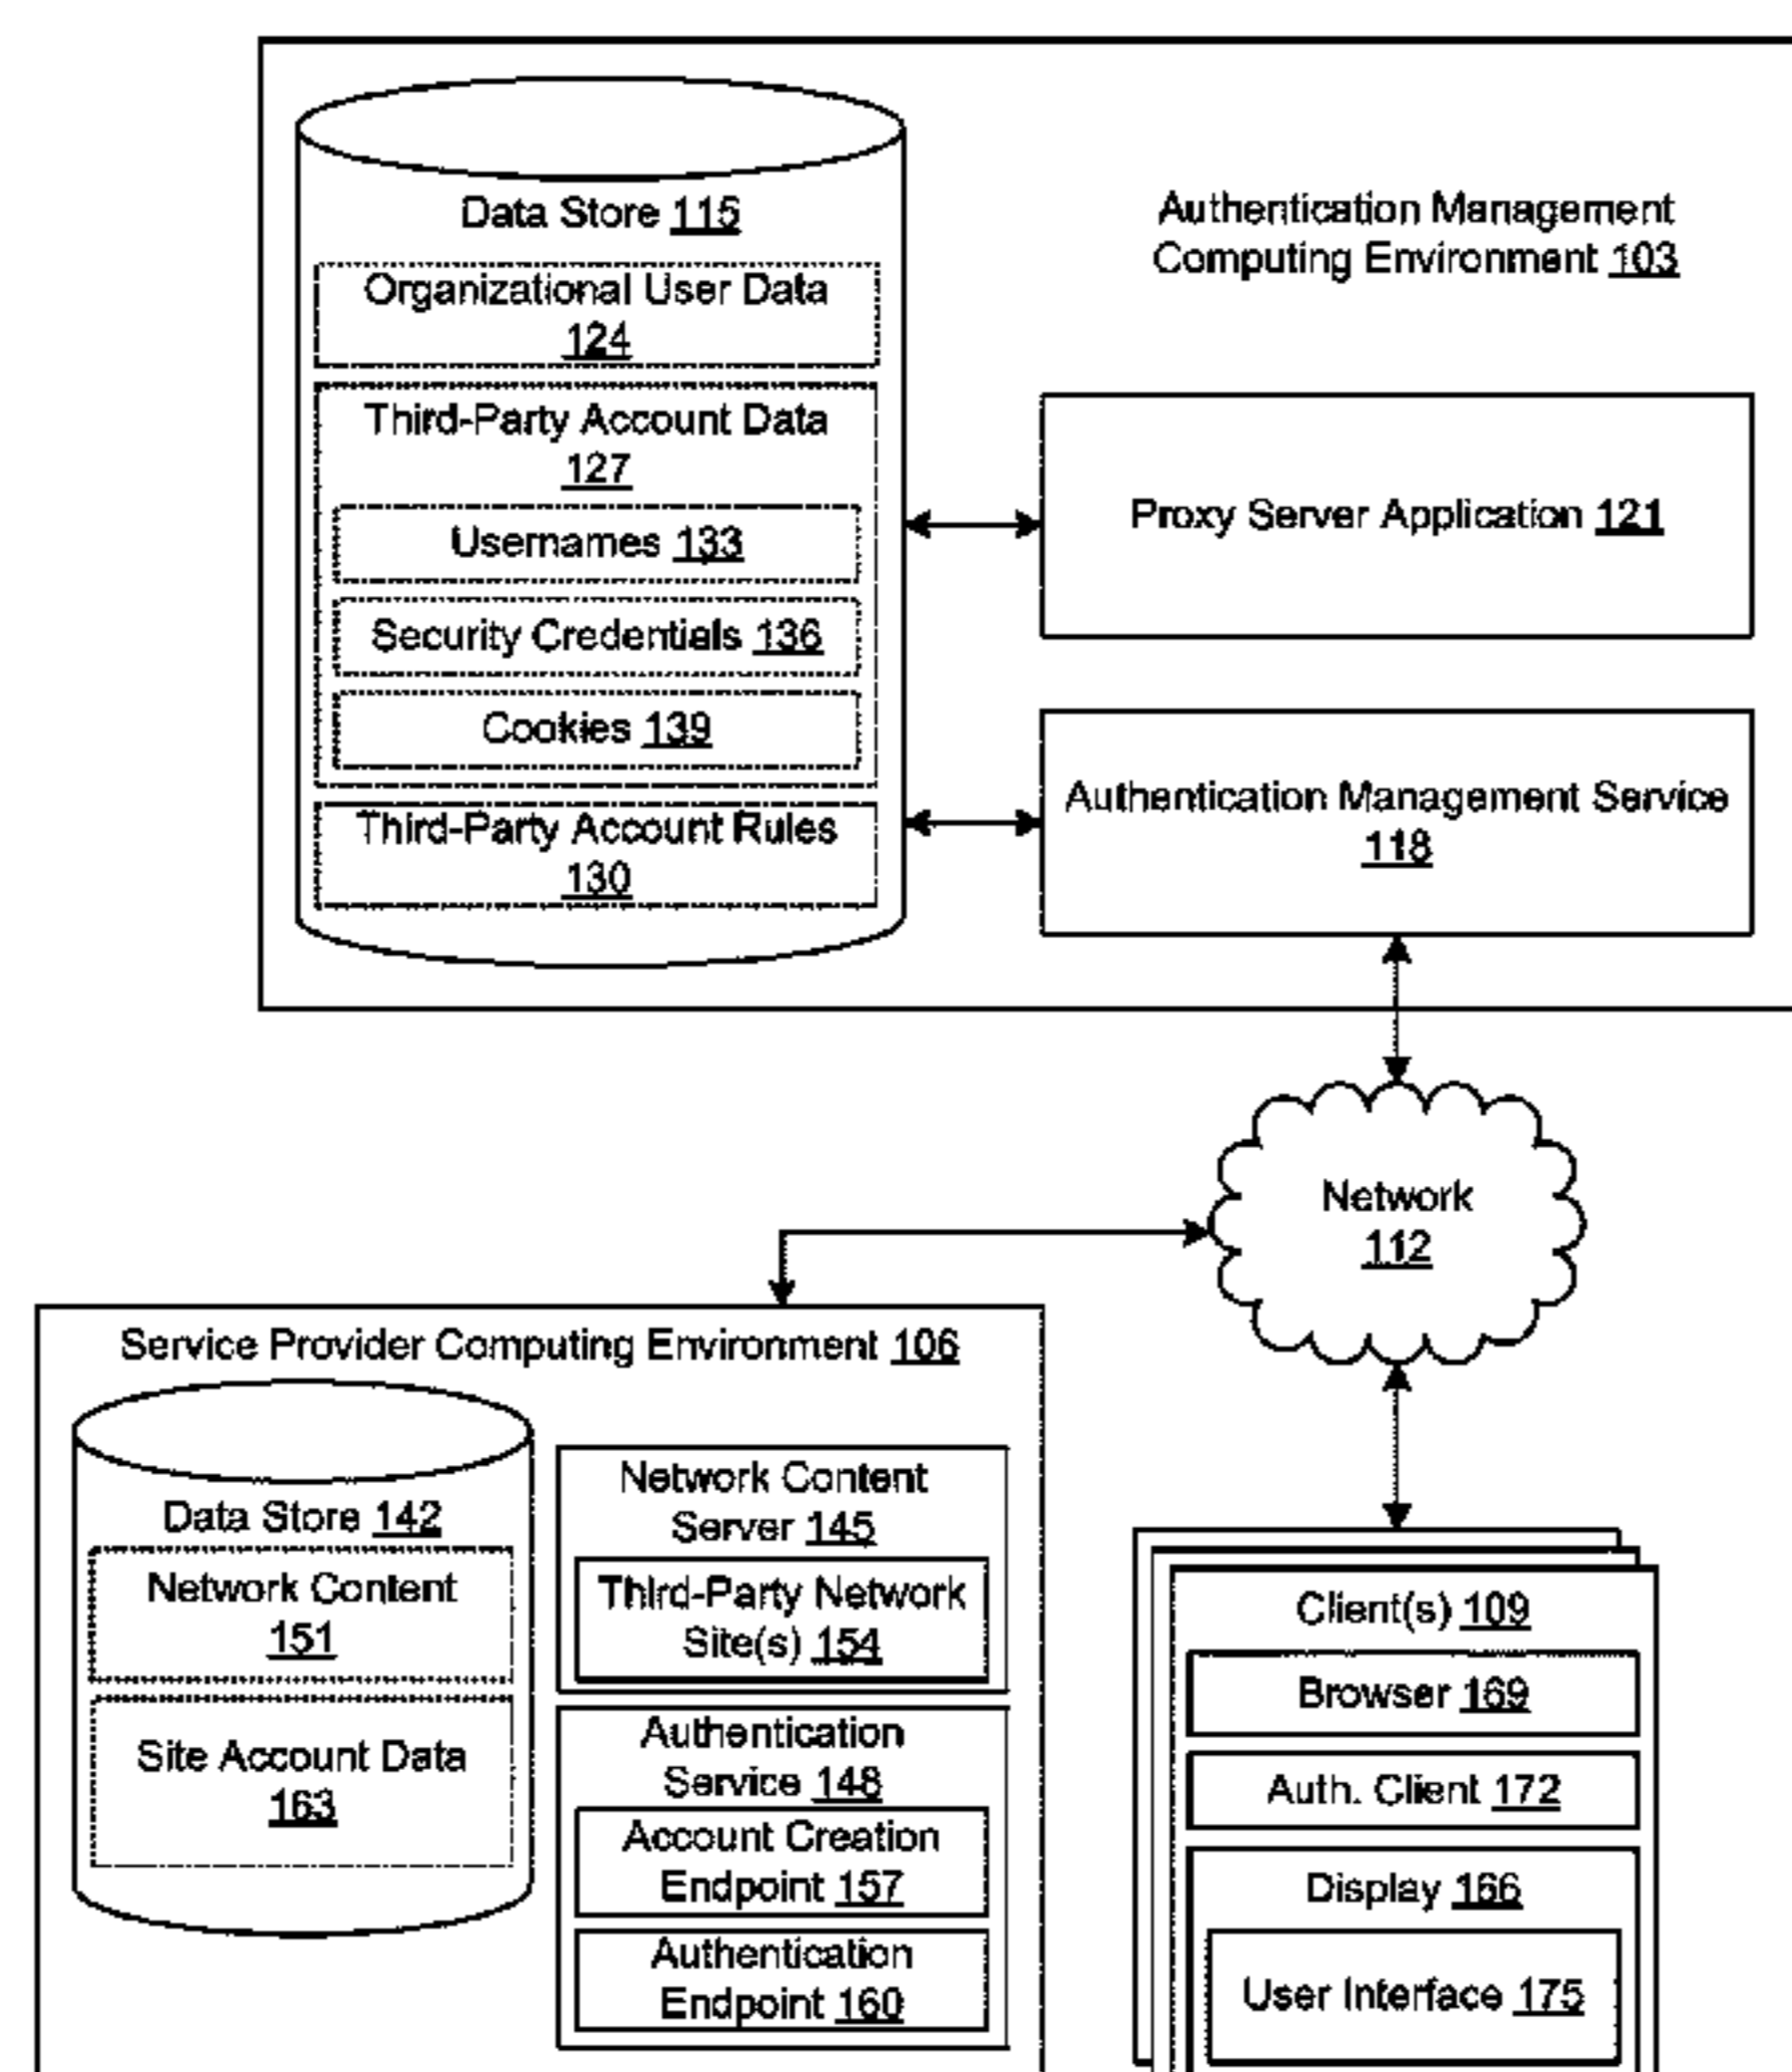 Data Store 115
Organizational User Data
124
Third-Party Account Data
127
Usernames 133
Security Credentials 136
Cookies 139
Third-Party Account Rules
130
Authentication Management
Computing Environment 103
Proxy Server Application 121
Authentication Management Service
118
Network
112
Service Provider Computing Environment 106
Data Store 142
Network Content
151
Site Account Data
163
Network Content
Server 145
Third-Party Network
Site(s) 154
Authentication
Service 148
Account Creation
Endpoint 157
Authentication
Endpoint 160
Client(s) 109
Browser 169
Auth. Client 172
Display 166
User Interface 175